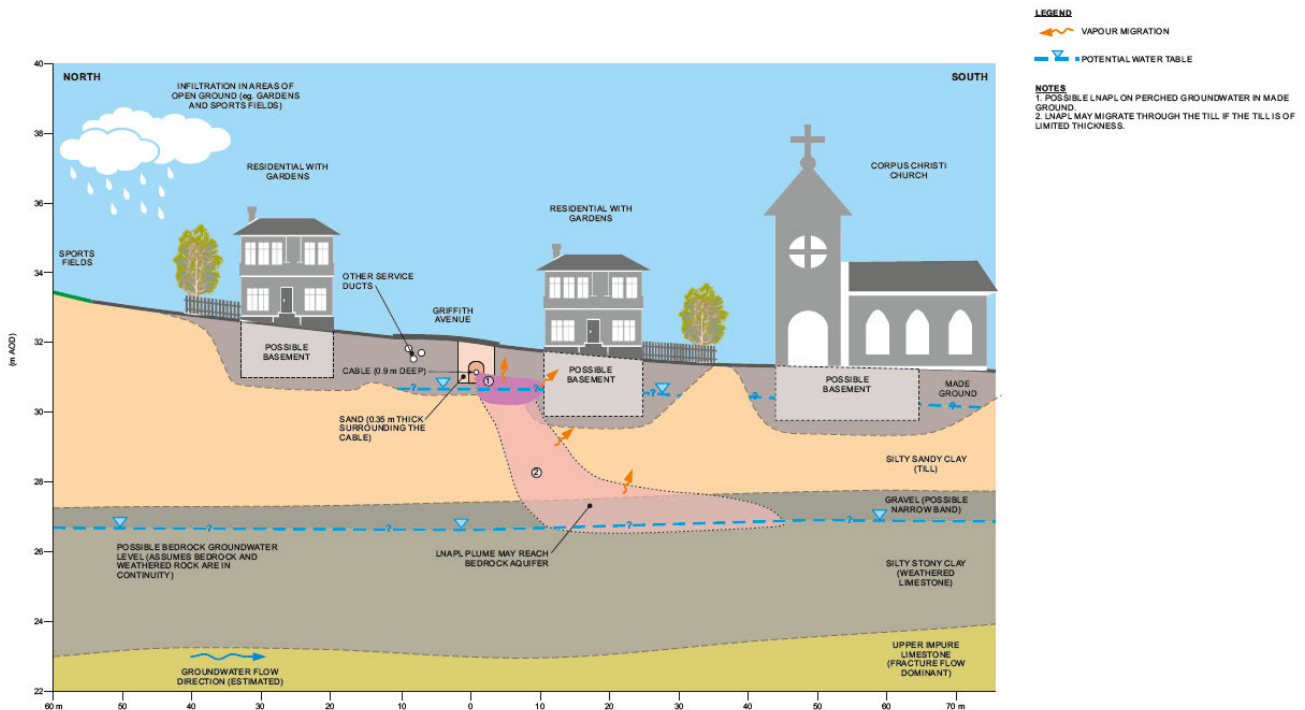 LEGEND
VAPOUR MIGRATION
POTENTIAL WATER TABLE
NOTES
1. POSSIBLE LNAPL ON PERCHED GROUNDWATER IN MADE
GROUND.
2. LNAPL MAY MIGRATE THROUGH THE TILL IF THE TILL IS OF
LIMITED THICKNESS.
NORTH
SOUTH
INFILTRATION IN AREAS OF
OPEN GROUND (eg. GARDENS
AND SPORTS FIELDS)
RESIDENTIAL WITH
GARDENS
RESIDENTIAL WITH
GARDENS
CORPUS CHRISTI
CHURCH
SPORTS
FIELDS
OTHER SERVICE
DUCTS
GRIFFITH
AVENUE
POSSIBLE
BASEMENT
CABLE (0.9 m DEEP)
1
POSSIBLE
BASEMENT
POSSIBLE
BASEMENT
MADE
GROUND
?
?
?
?
?
?
SAND (0.35 m THICK
SURROUNDING THE
CABLE)
2
SILTY SANDY CLAY
(TILL)
GRAVEL (POSSIBLE
NARROW BAND)
?
?
?
?
POSSIBLE BEDROCK GROUNDWATER
LEVEL (ASSUMES BEDROCK AND
WEATHERED ROCK ARE IN
CONTINUITY)
LNAPL PLUME MAY REACH
BEDROCK AQUIFER
SILTY STONY CLAY
(WEATHERED
LIMESTONE)
UPPER IMPURE
LIMESTONE
(FRACTURE FLOW
DOMINANT)
GROUNDWATER FLOW
DIRECTION (ESTIMATED)
(m AOD)
40
38
36
34
32
30
28
26
24
22
60 m
50
40
30
20
10
0
10
20
30
40
50
60
70 m